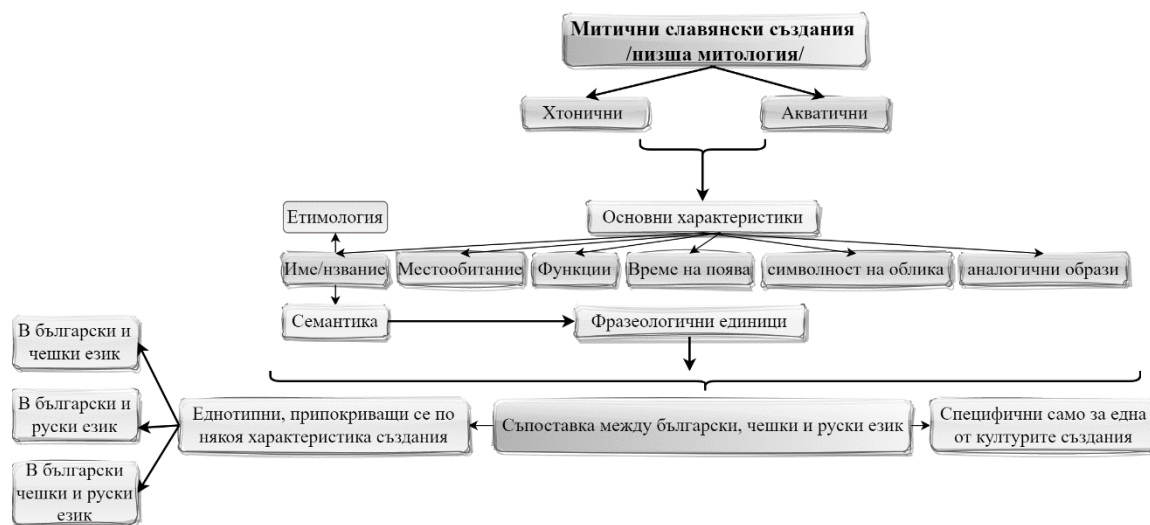 Митични славянски създания
/низша митология/
Хтонични
Акватични
Основни характеристики
Етимология
Име/нзвание
Местообитание
Функции
Време на поява
символност на облика
аналогични образи
Семантика
Фразеологични единици
В български и
чешки език
В български и
руски език
В български
чешки и руски
език
Еднотипни, припокриващи се по
някоя характеристика създания
Съпоставка между български, чешки и руски език
Специфични само за една
от културите създания